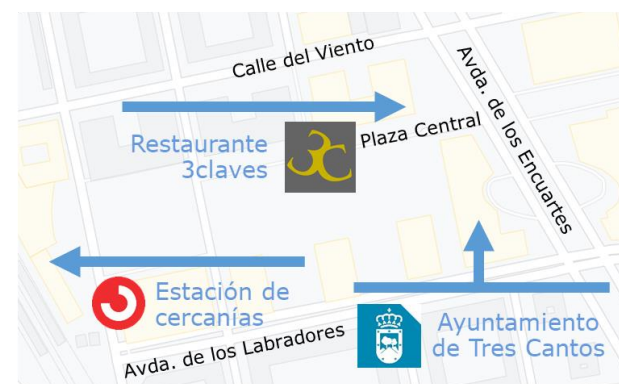 Calle del Viento
Avda. de los Encuartes
Restaurante
3claves
3C
Plaza Central
Estación de
cercanías
Avda. de los Labradores
Ayuntamiento
de Tres Cantos